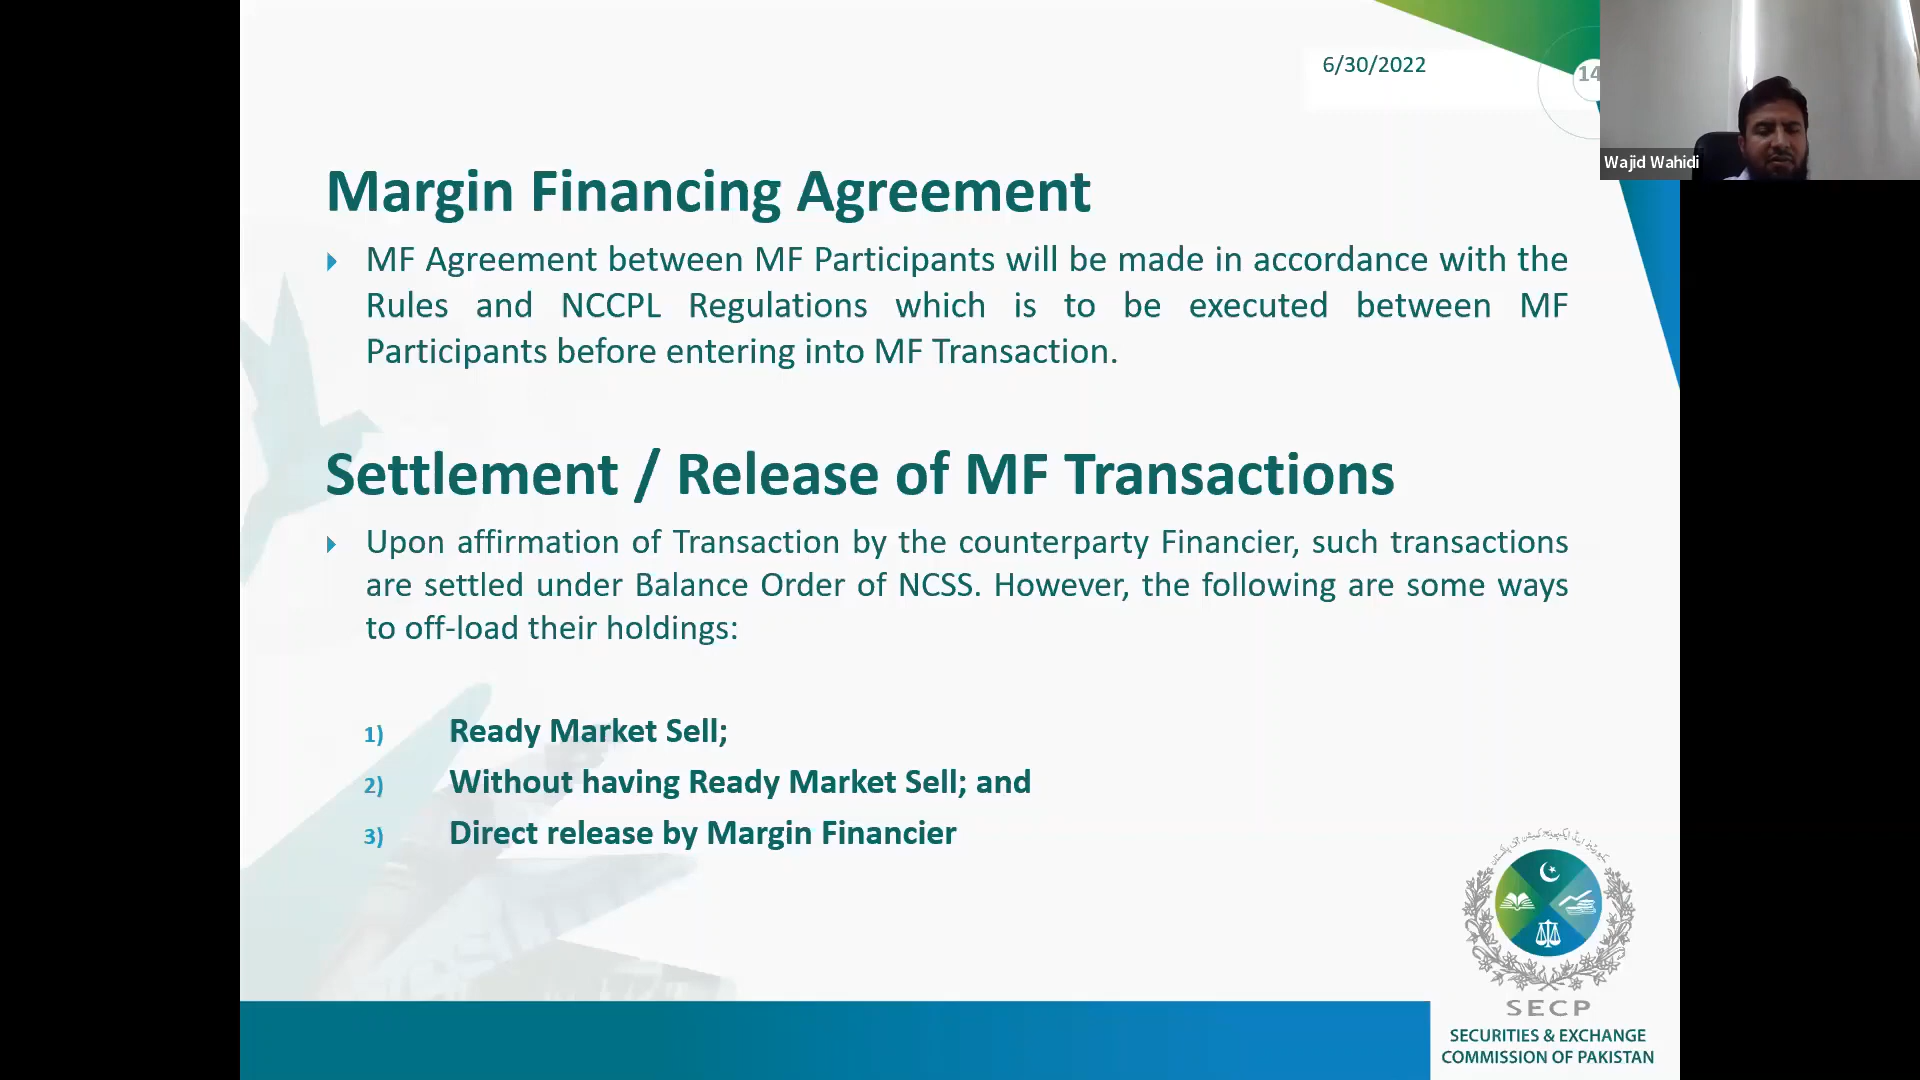 6/30/2022
14
Wajid Wahidi
Margin Financing Agreement
MF Agreement between MF Participants will be made in accordance with the
Rules and NCCPL Regulations which is to be executed between MF
Participants before entering into MF Transaction.
Settlement / Release of MF Transactions
Upon affirmation of Transaction by the counterparty Financier, such transactions
are settled under Balance Order of NCSS. However, the following are some ways
to off-load their holdings:
1) Ready Market Sell;
2) Without having Ready Market Sell; and
3) Direct release by Margin Financier
SECP
SECURITIES & EXCHANGE
COMMISSION OF PAKISTAN